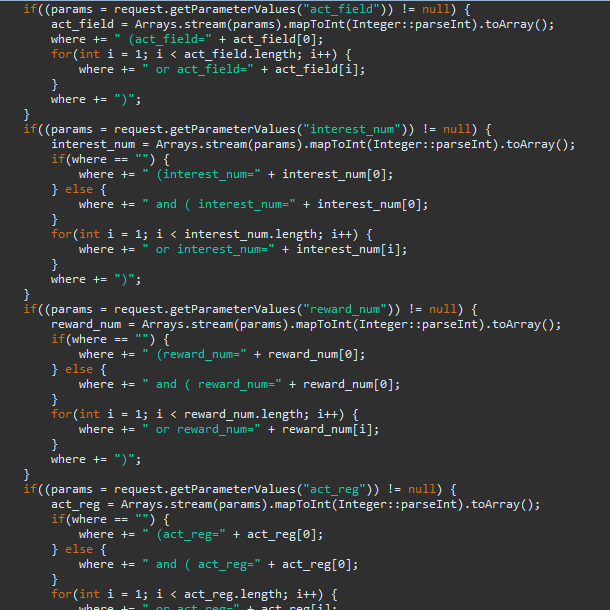 if((params = request.getParameterValues("act_field")) != null) {
act_field = Arrays.stream(params).mapToInt(Integer::parseInt).toArray();
where += " (act_field=" + act_field[0];
for(int i = 1; i < act_field.length; i++) {
where += " or act_field=" + act_field[i];
}
where += ")";
}
if((params = request.getParameterValues("interest_num")) != null) {
interest_num = Arrays.stream(params).mapToInt(Integer::parseInt).toArray();
if(where == "") {
where += " (interest_num=" + interest_num[0];
} else {
where += " and ( interest_num=" + interest_num[0];
}
for(int i = 1; i < interest_num.length; i++) {
where += " or interest_num=" + interest_num[i];
}
where += ")";
}
if((params = request.getParameterValues("reward_num")) != null) {
reward_num = Arrays.stream(params).mapToInt(Integer::parseInt).toArray();
if(where == "") {
where += " (reward_num=" + reward_num[0];
} else {
where += " and ( reward_num=" + reward_num[0];
}
for(int i = 1; i < reward_num.length; i++) {
where += " or reward_num=" + reward_num[i];
}
where += ")";
}
if((params = request.getParameterValues("act_reg")) != null) {
act_reg = Arrays.stream(params).mapToInt(Integer::parseInt).toArray();
if(where == "") {
where += " (act_reg=" + act_reg[0];
} else {
where += " and ( act_reg=" + act_reg[0];
}
for(int i = 1; i < act_reg.length; i++) {
where += " or act_reg=" + act_reg[i];